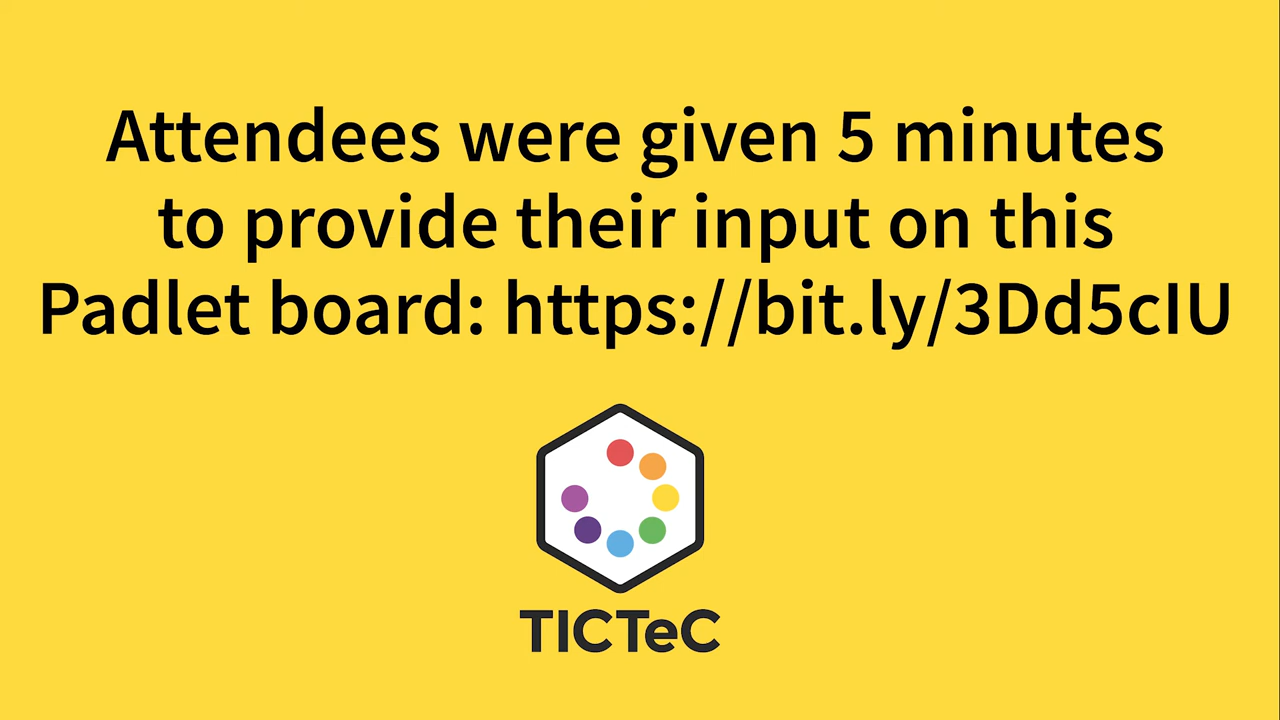 Attendees were given 5 minutes
to provide their input on this
Padlet board: https://bit.ly/3Dd5cIU
TICTeC